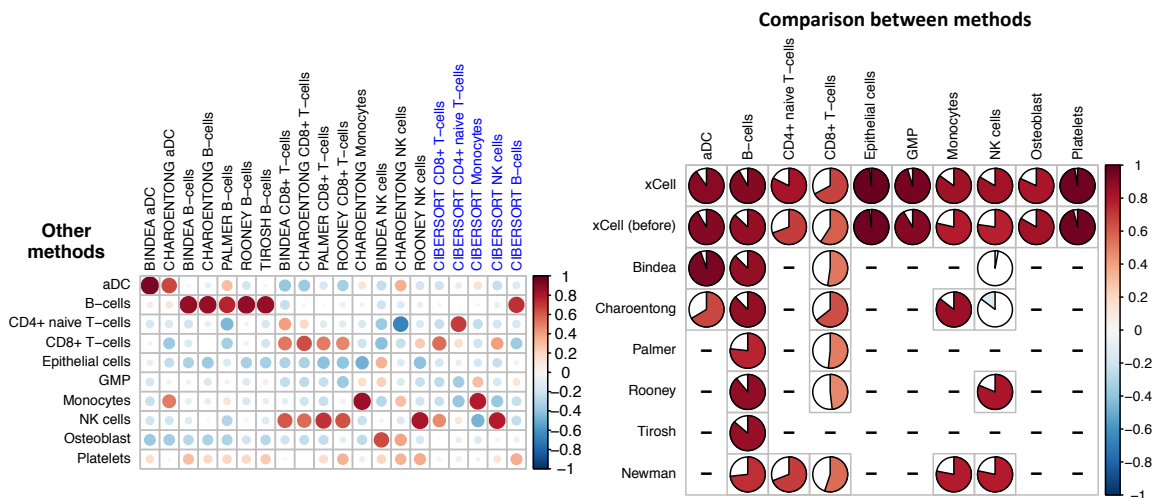 Comparison between methods
Other
methods
BINDEA aDC
CHAROENTONG aDC
BINDEA B−cells
CHAROENTONG B−cells
PALMER B−cells
ROONEY B−cells
TIROSH B−cells
BINDEA CD8+ T−cells
CHAROENTONG CD8+ T−cells
PALMER CD8+ T−cells
ROONEY CD8+ T−cells
CHAROENTONG Monocytes
BINDEA NK cells
CHAROENTONG NK cells
ROONEY NK cells
CIBERSORT CD8+ T−cells
CIBERSORT CD4+ naive T−cells
CIBERSORT Monocytes
CIBERSORT NK cells
CIBERSORT B−cells
aDC
B−cells
CD4+ naive T−cells
CD8+ T−cells
Epithelial cells
GMP
Monocytes
NK cells
Osteoblast
Platelets
1
0.8
0.6
0.4
0.2
0
−0.2
−0.4
−0.6
−0.8
−1
aDC
B−cells
CD4+ naive T−cells
CD8+ T−cells
Epithelial cells
GMP
Monocytes
NK cells
Osteoblast
Platelets
xCell
xCell (before)
Bindea – – – – – –
Charoentong – – – – –
Palmer – – – – – – – –
Rooney – – – – – – –
Tirosh – – – – – – – – –
Newman – – – – –
1
0.8
0.6
0.4
0.2
0
−0.2
−0.4
−0.6
−0.8
−1